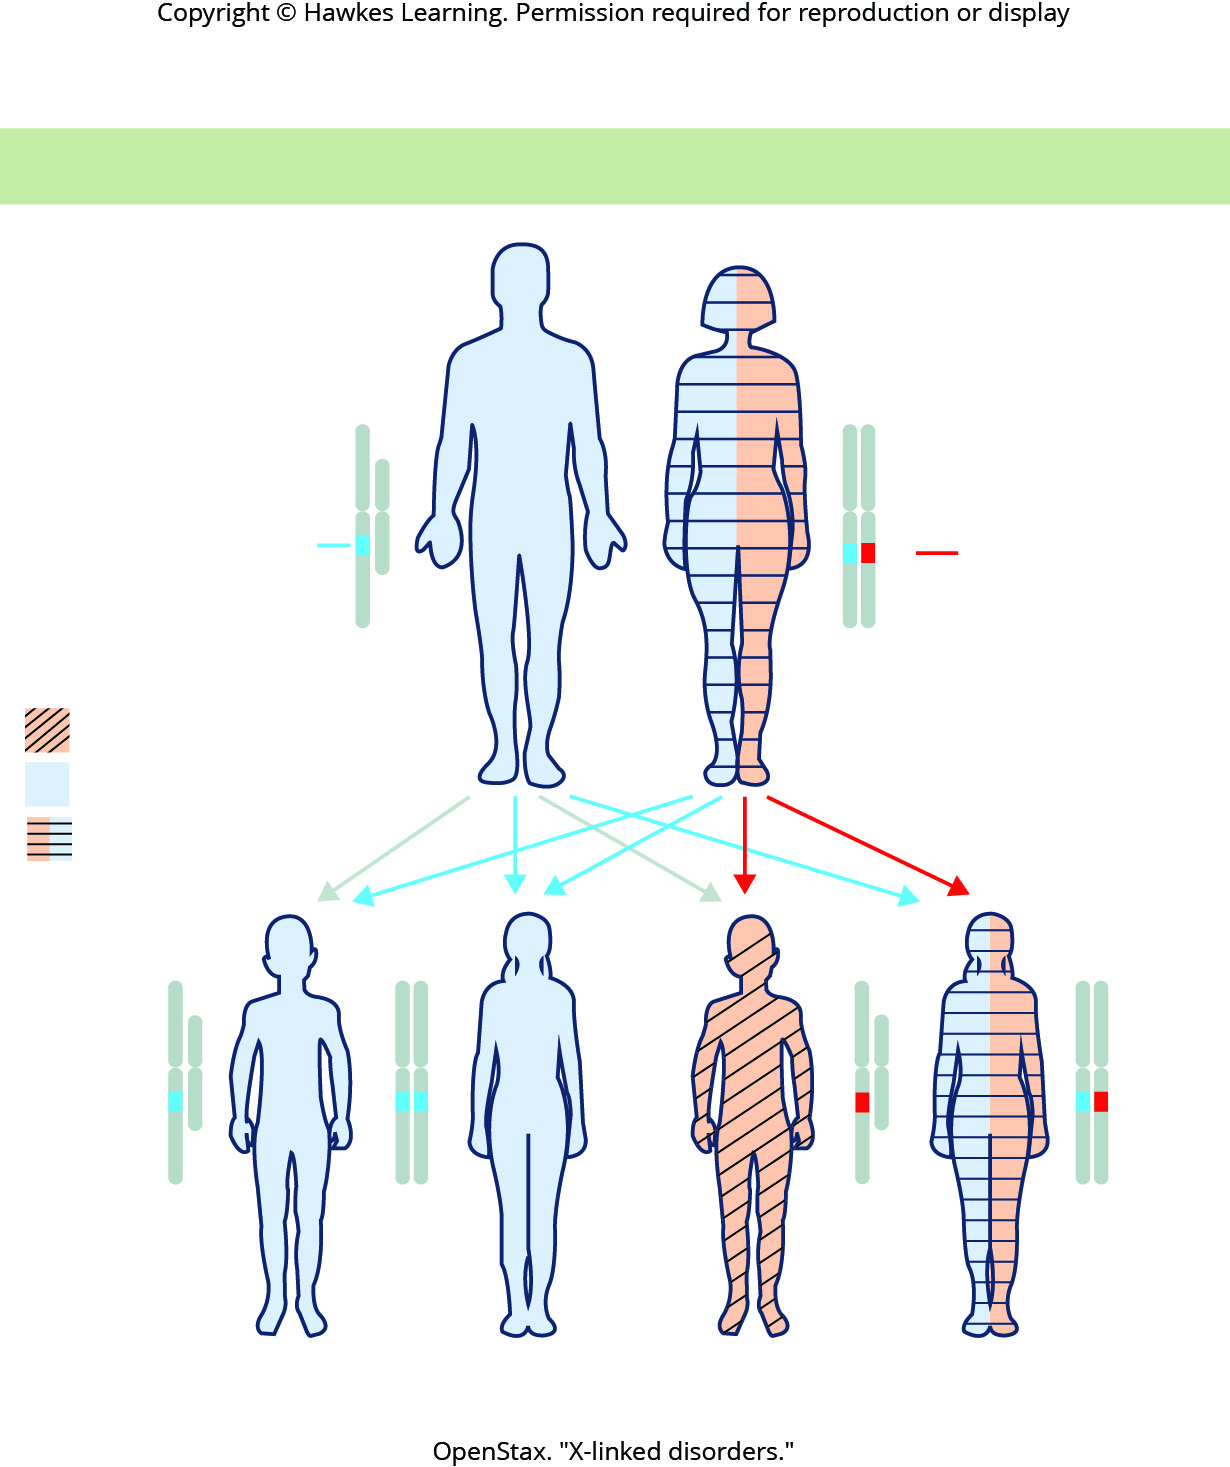 Copyright © Hawkes Learning. Permission required for reproduction or display
OpenStax. "X-linked disorders."